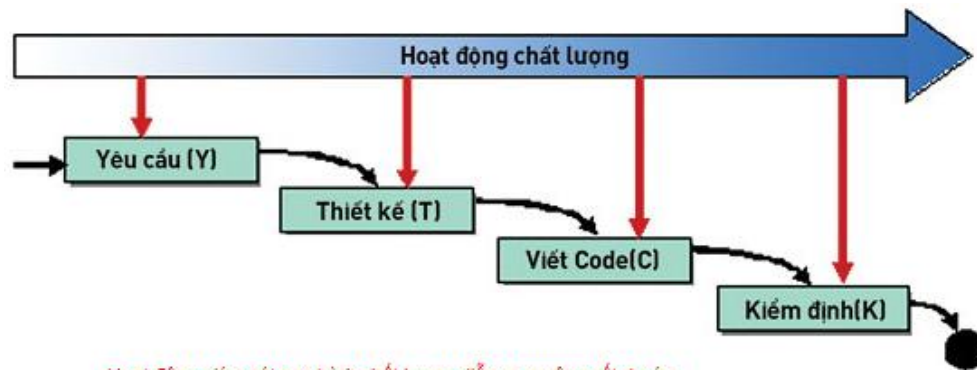 Hoạt động chất lượng
Yêu cầu (Y)
Thiết kế (T)
Viết Code(C)
Kiểm định(K)